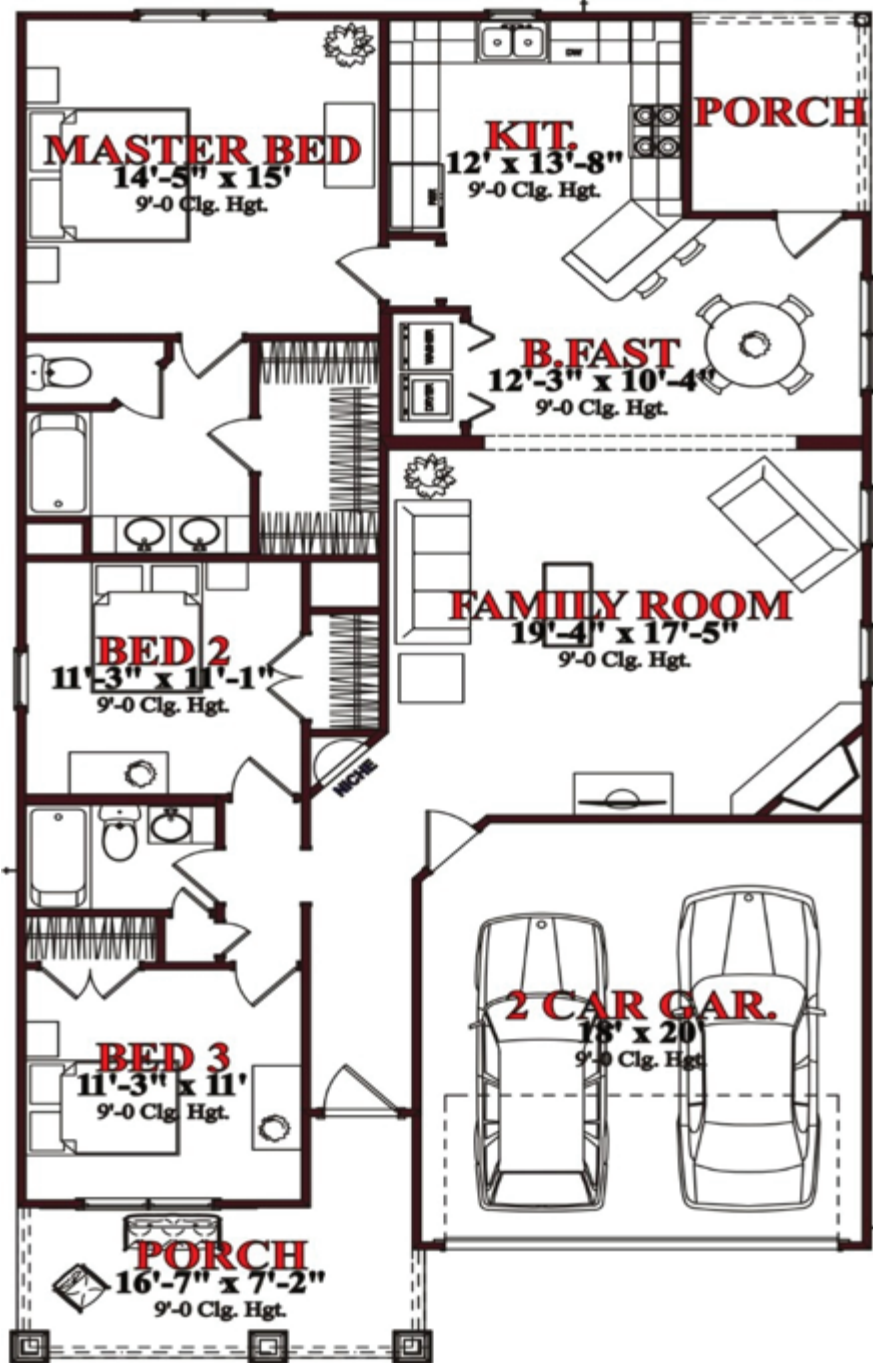 MASTER BED
14'-5" x 15'
9'-0 Clg. Hgt.
KIT.
12' x 13'-8"
9'-0 Clg. Hgt.
DW
REF
PORCH
WASHER
DRYER
B.FAST
12'-3" x 10'-4"
9'-0 Clg. Hgt.
FAMILY ROOM
19'-4" x 17'-5"
9'-0 Clg. Hgt.
BED 2
11'-3" x 11'-1"
9'-0 Clg. Hgt.
NICHE
2 CAR GAR.
18' x 20'
9'-0 Clg. Hgt.
BED 3
11'-3" x 11'
9'-0 Clg. Hgt.
PORCH
16'-7" x 7'-2"
9'-0 Clg. Hgt.